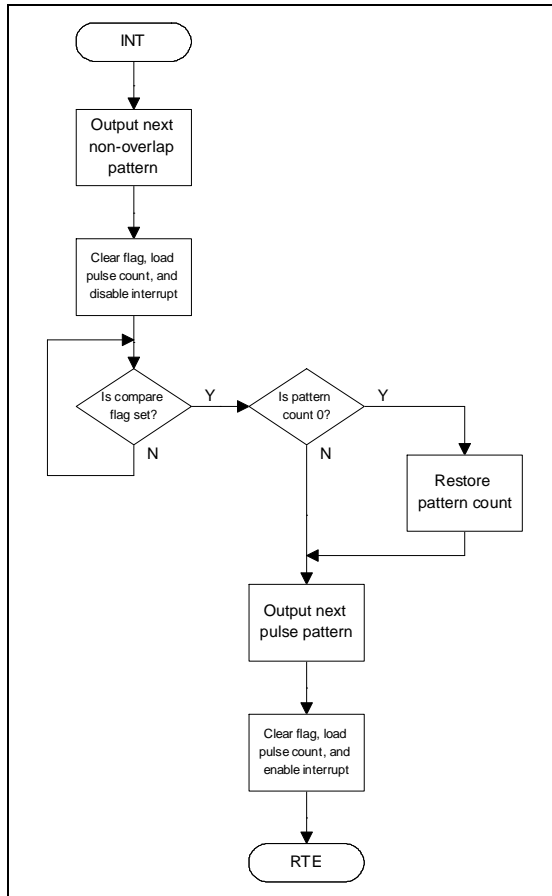 INT
Output next
non-overlap
pattern
Clear flag, load
pulse count, and
disable interrupt
Is compare
flag set?
Y
N
Is pattern
count 0?
Y
N
Restore
pattern count
Output next
pulse pattern
Clear flag, load
pulse count, and
enable interrupt
RTE